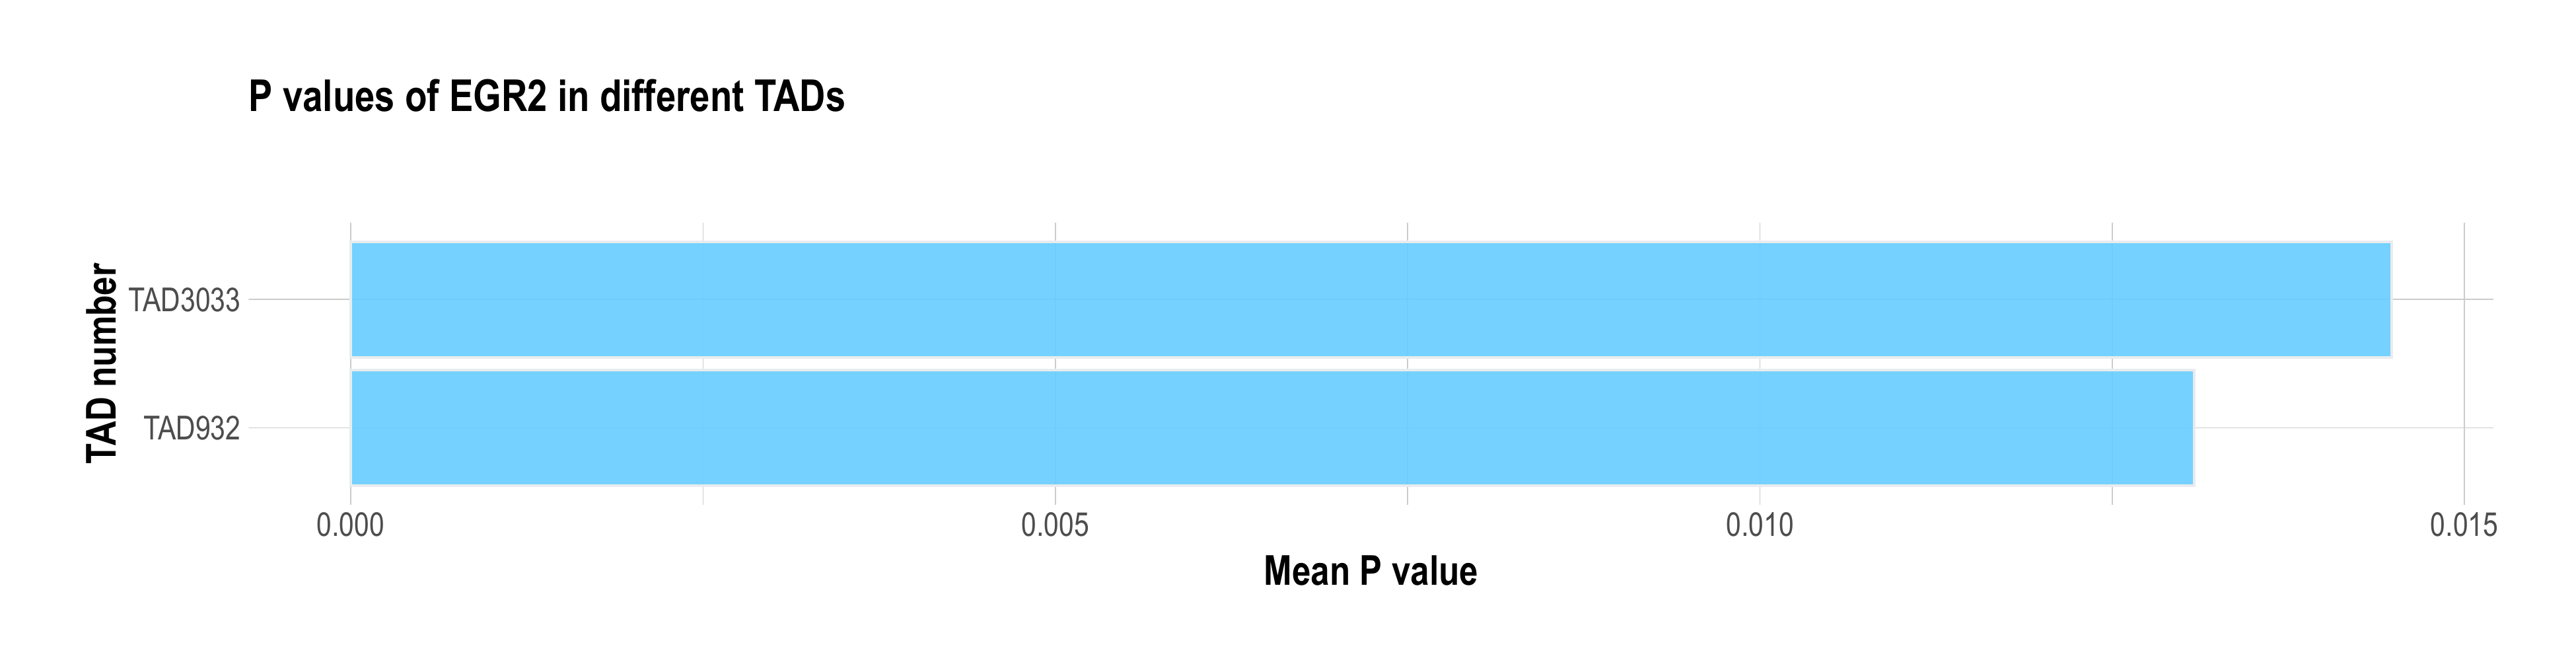 P values of EGR2 in different TADs
TAD number
TAD3033
TAD932
0.000 0.005 0.010 0.015
Mean P value